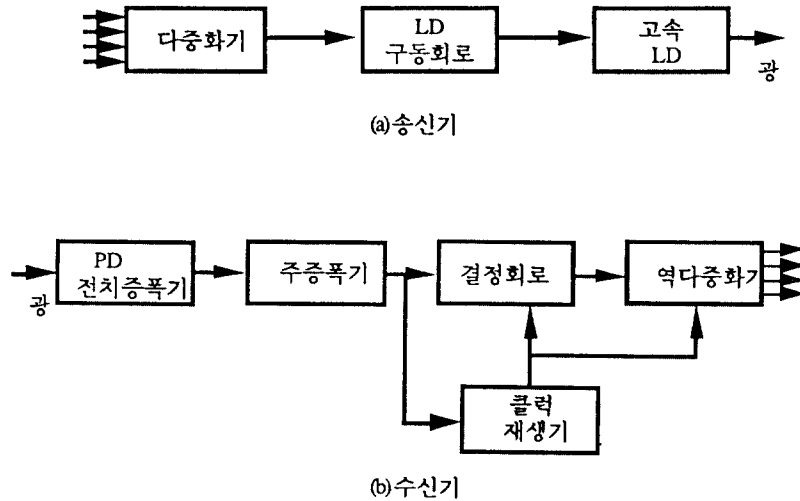 다중화기
LD
구동회로
고속
LD
광
(a)송신기
PD
전치증폭기
광
주증폭기
결정회로
역다중화기
클럭
재생기
(b)수신기